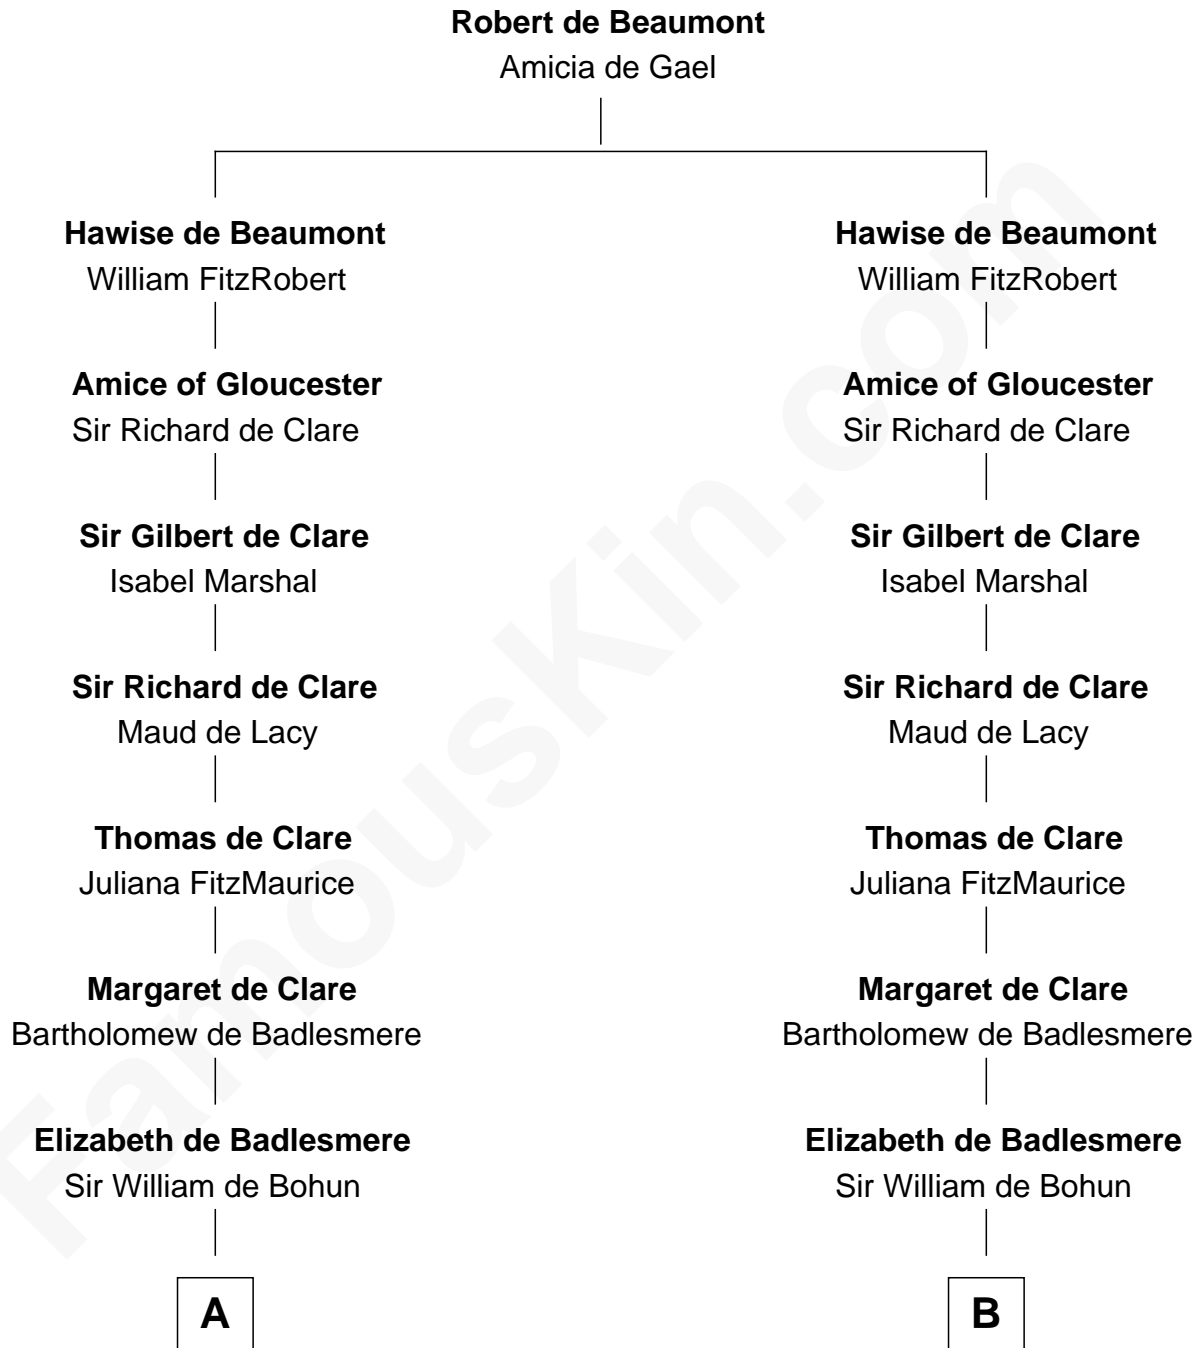 Robert de Beaumont
Amicia de Gael
Hawise de Beaumont
William FitzRobert
Amice of Gloucester
Sir Richard de Clare
Sir Gilbert de Clare
Isabel Marshal
Sir Richard de Clare
Maud de Lacy
Thomas de Clare
Juliana FitzMaurice
Margaret de Clare
Bartholomew de Badlesmere
Elizabeth de Badlesmere
Sir William de Bohun
A
Hawise de Beaumont
William FitzRobert
Amice of Gloucester
Sir Richard de Clare
Sir Gilbert de Clare
Isabel Marshal
Sir Richard de Clare
Maud de Lacy
Thomas de Clare
Juliana FitzMaurice
Margaret de Clare
Bartholomew de Badlesmere
Elizabeth de Badlesmere
Sir William de Bohun
B
FamousKin.com